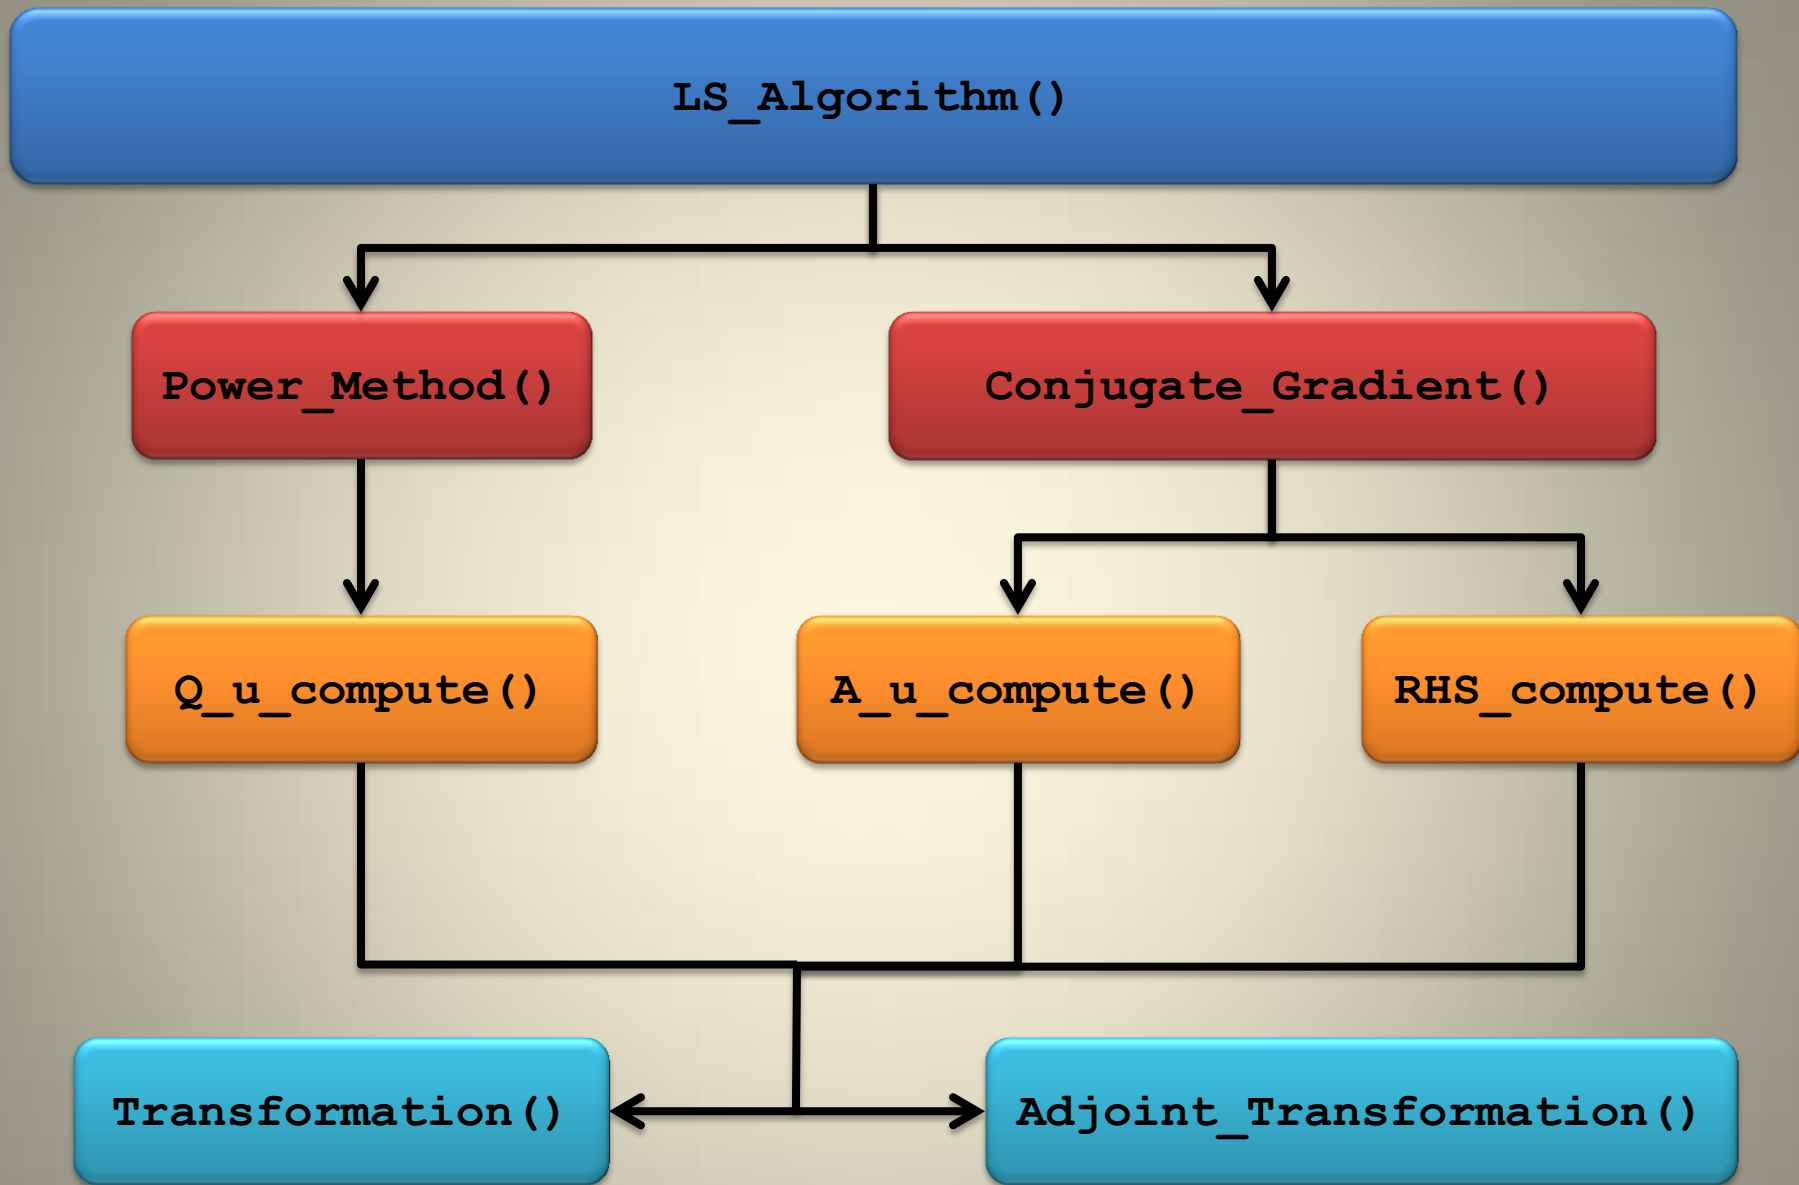 LS_Algorithm()
Power_Method()
Conjugate_Gradient()
Q_u_compute()
A_u_compute()
RHS_compute()
Transformation()
Adjoint_Transformation()